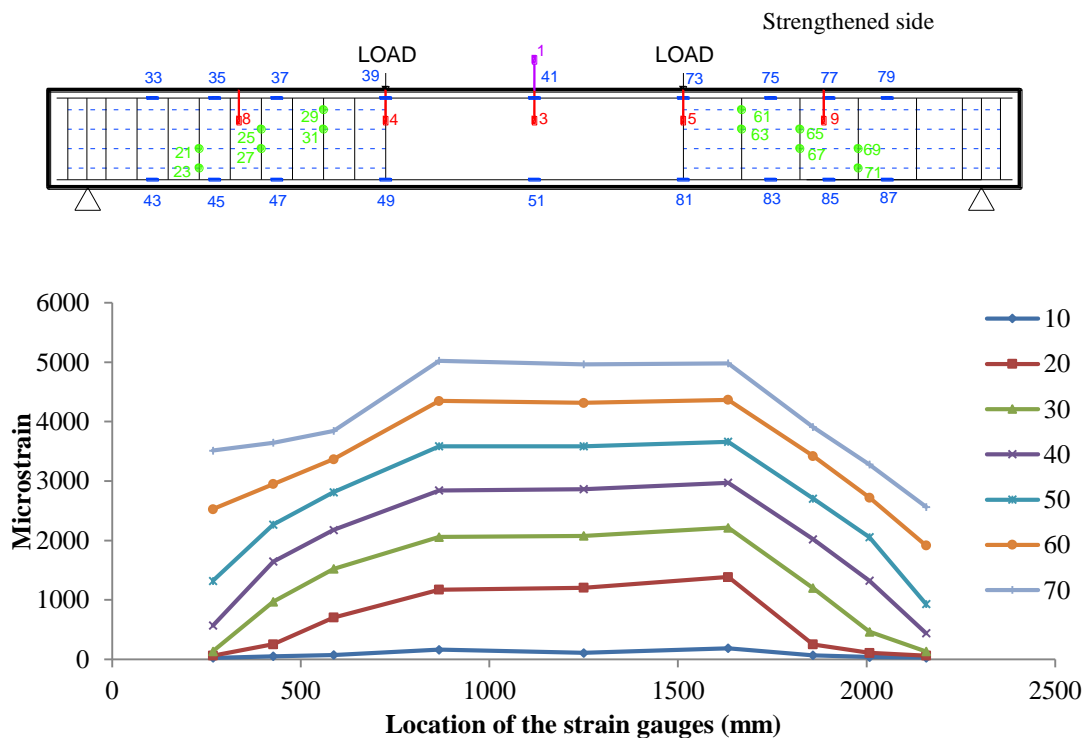 Strengthened side
LOAD 1 LOAD
33 35 37 39 41 73 75 77 79
8 29 4 3 5 61 9
25 31 63 65
21 27 67 69
23 71
43 45 47 49 51 81 83 85 87
6000
5000
4000
3000
2000
1000
0
Microstrain
0 500 1000 1500 2000 2500
Location of the strain gauges (mm)
10
20
30
40
50
60
70